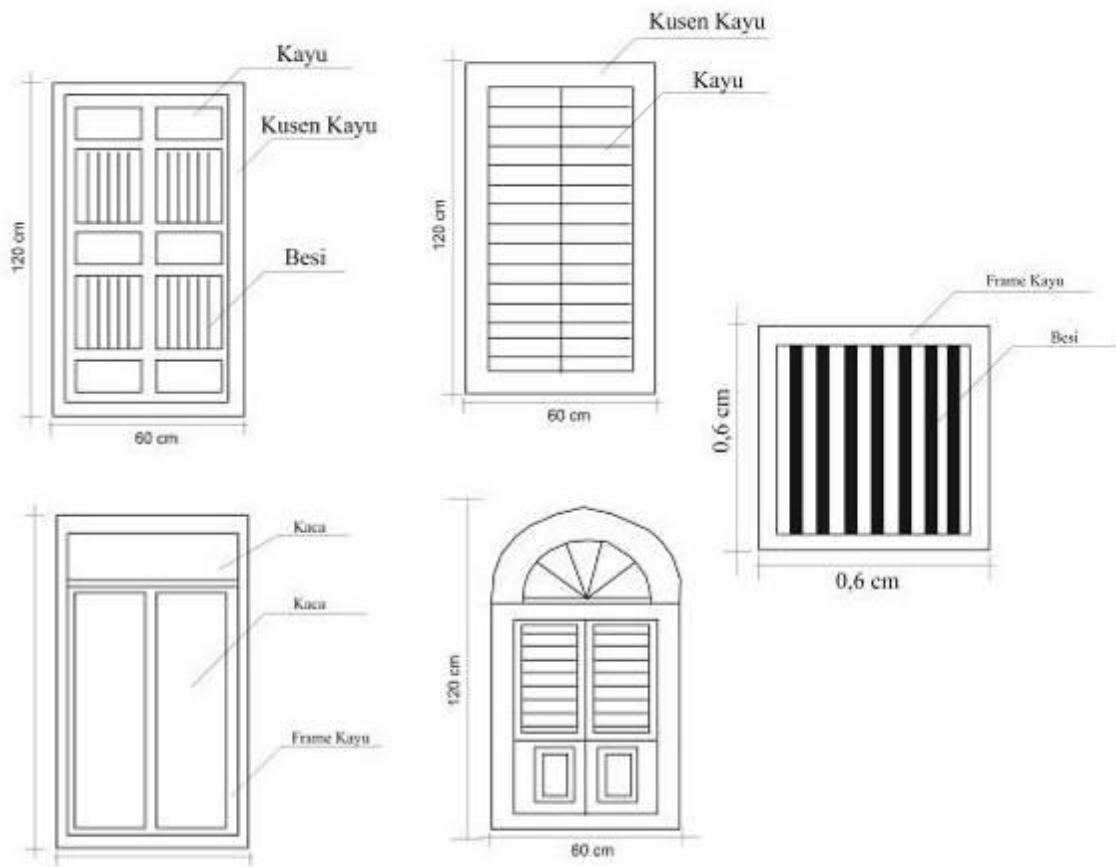 Kayu
Kusen Kayu
Besi
120 cm
60 cm
Kusen Kayu
Kayu
120 cm
60 cm
Frame Kayu
Besi
0,6 cm
0,6 cm
Kaca
Kaca
Frame Kayu
120 cm
60 cm